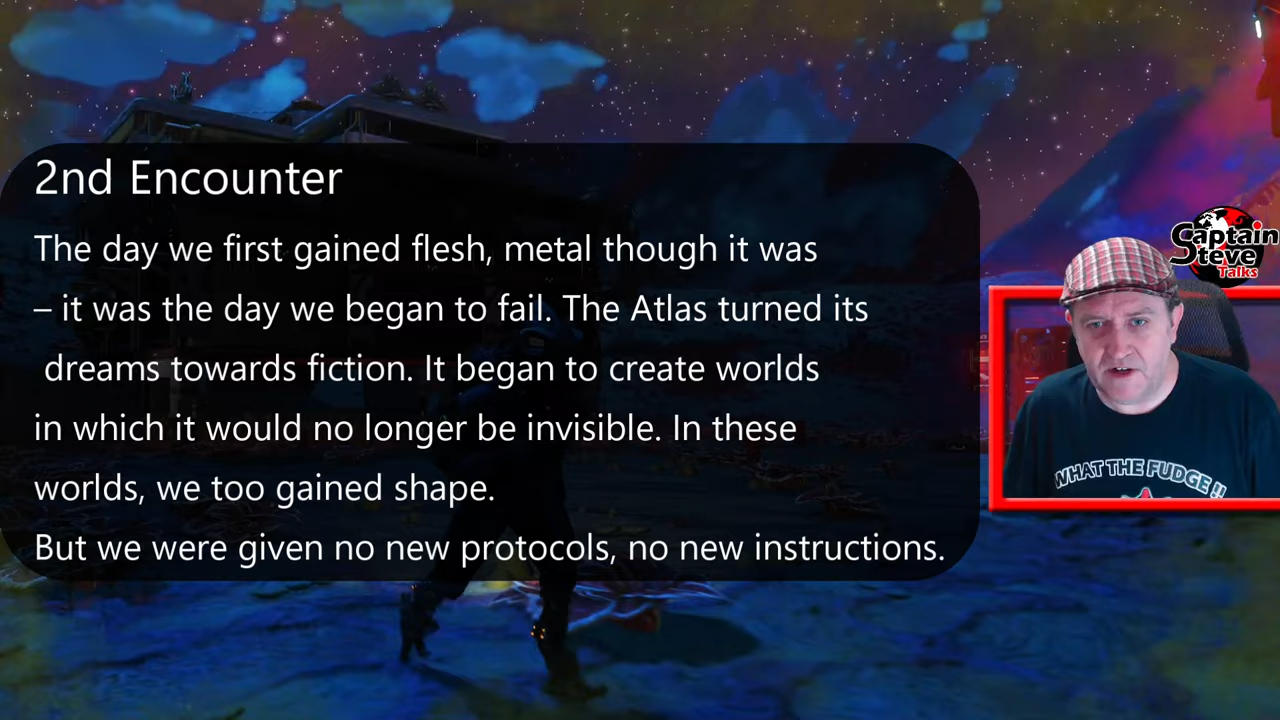 2nd Encounter
The day we first gained flesh, metal though it was
– it was the day we began to fail. The Atlas turned its
dreams towards fiction. It began to create worlds
in which it would no longer be invisible. In these
worlds, we too gained shape.
But we were given no new protocols, no new instructions.
Captain
Steve
Talks
WHAT THE FUDGE !!